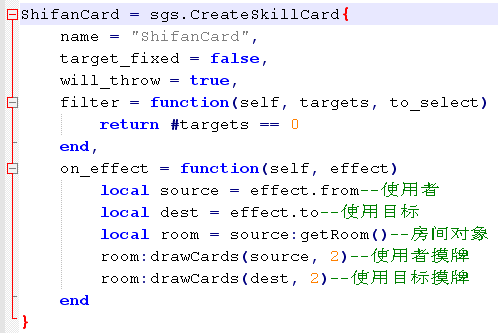 ShifanCard = sgs.CreateSkillCard{
name = "ShifanCard",
target_fixed = false,
will_throw = true,
filter = function(self, targets, to_select)
return #targets == 0
end,
on_effect = function(self, effect)
local source = effect.from--使用者
local dest = effect.to--使用目标
local room = source:getRoom()--房间对象
room:drawCards(source, 2)--使用者摸牌
room:drawCards(dest, 2)--使用目标摸牌
end
}